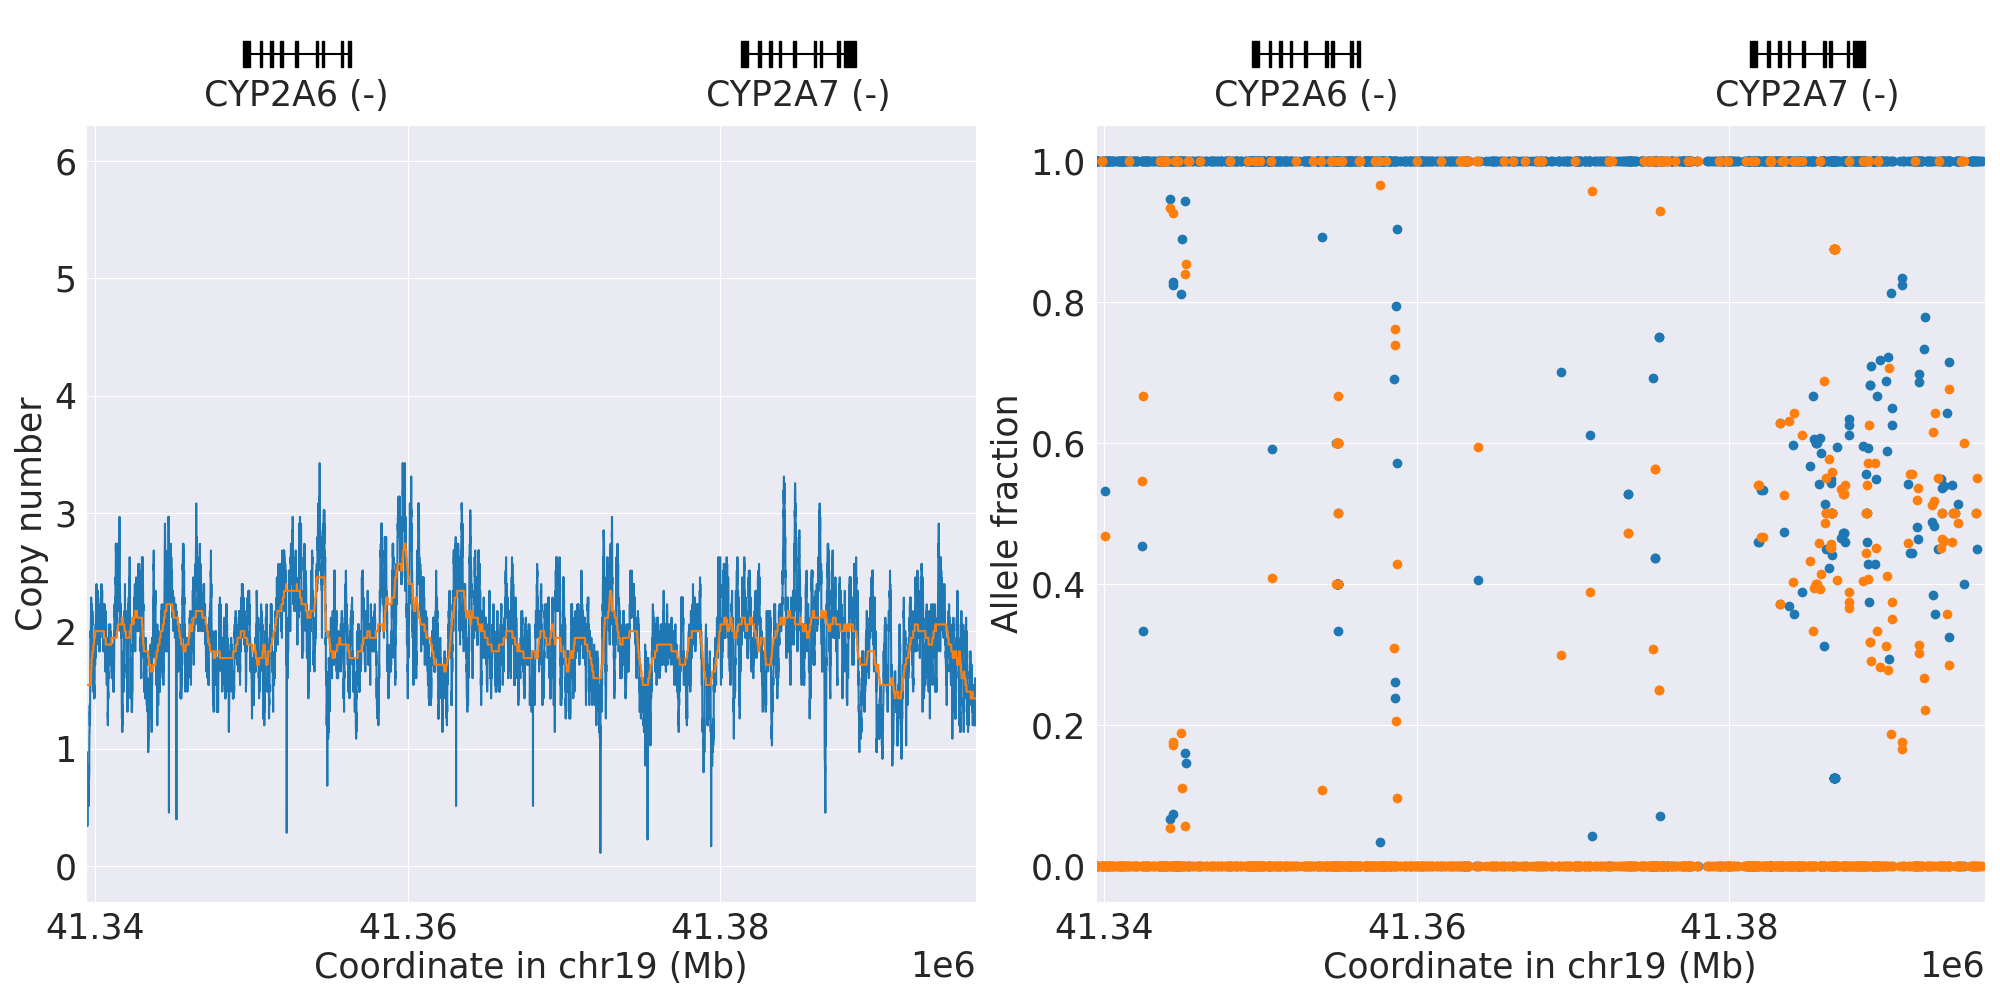 CYP2A6 (-)
CYP2A7 (-)
6
5
4
3
2
1
0
Copy number
41.34
41.36
41.38
Coordinate in chr19 (Mb)
1e6
CYP2A6 (-)
CYP2A7 (-)
1.0
0.8
0.6
0.4
0.2
0.0
Allele fraction
41.34
41.36
41.38
Coordinate in chr19 (Mb)
1e6